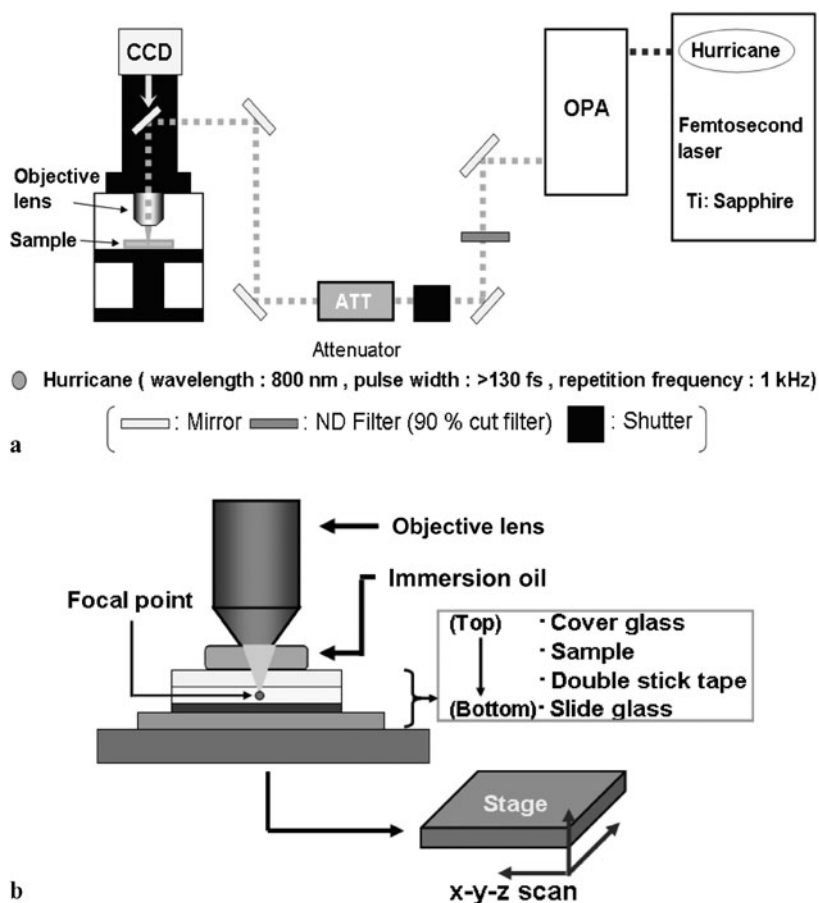 CCD
Hurricane
OPA
Femtosecond
laser
Ti: Sapphire
Objective
lens
Sample
ATT
Attenuator
Hurricane ( wavelength : 800 nm , pulse width : >130 fs , repetition frequency : 1 kHz)
: Mirror : ND Filter (90 % cut filter) : Shutter
a
Objective lens
Immersion oil
Focal point
(Top) · Cover glass
· Sample
· Double stick tape
(Bottom) · Slide glass
Stage
x-y-z scan
b